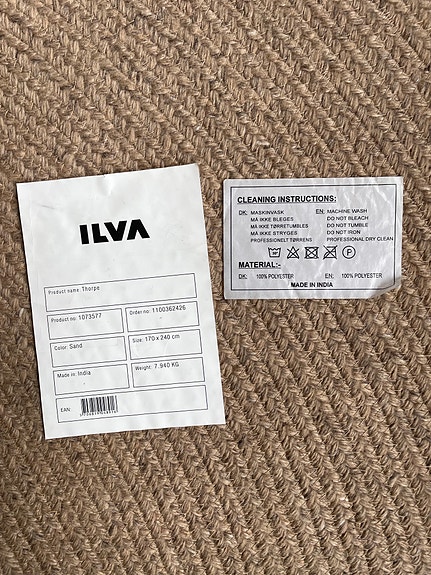 ILVA
Product name: Thorpe
Product no: 1073577
Order no: 1100362426
Color: Sand
Size: 170 x 240 cm
Made in: India
Weight: 7.940 KG
EAN:
CLEANING INSTRUCTIONS:
DK: MASKINVASK EN: MACHINE WASH
MÅ IKKE BLEGES DO NOT BLEACH
MÅ IKKE TØRRETUMBLES DO NOT TUMBLE
MÅ IKKE STRYGES DO NOT IRON
PROFESSIONELT TØRRENS PROFESSIONAL DRY CLEAN
P
MATERIAL:-
DK: 100% POLYESTER EN: 100% POLYESTER
MADE IN INDIA